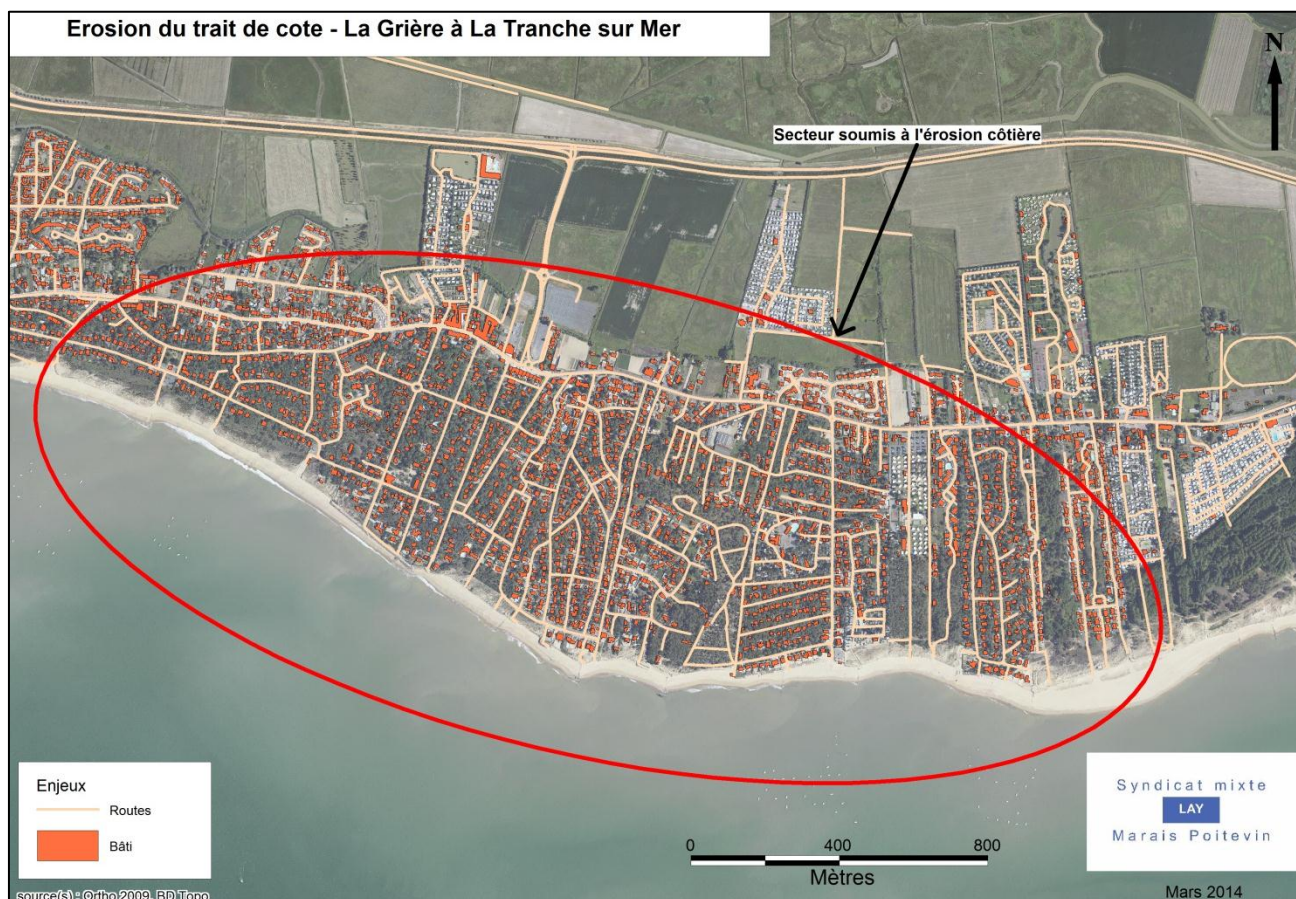 Erosion du trait de cote - La Grière à La Tranche sur Mer
N
Secteur soumis à l'érosion côtière
Enjeux
Routes
Bâti
0 400 800
Mètres
Syndicat mixte
LAY
Marais Poitevin
source(s) : Ortho 2009, BD Topo
Mars 2014